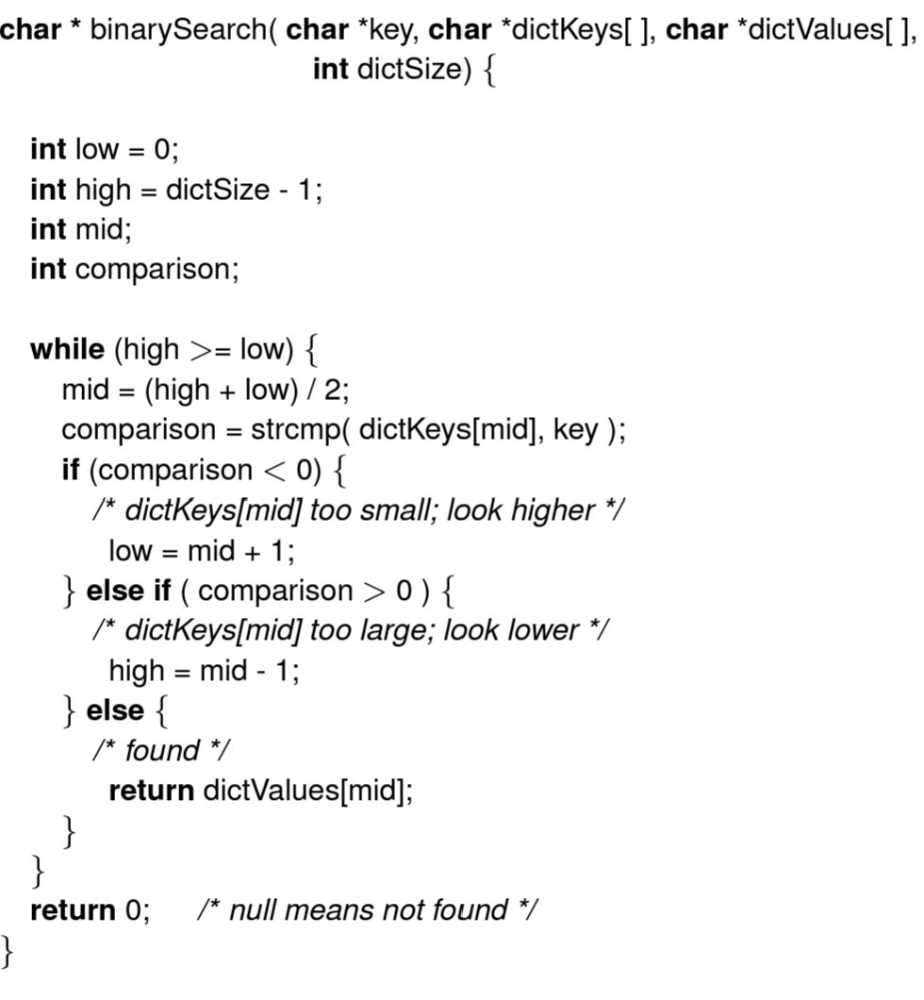 char * binarySearch( char *key, char *dictKeys[ ], char *dictValues[ ],
int dictSize) {
int low = 0;
int high = dictSize - 1;
int mid;
int comparison;
while (high >= low) {
mid = (high + low) / 2;
comparison = strcmp( dictKeys[mid], key );
if (comparison < 0) {
/* dictKeys[mid] too small; look higher */
low = mid + 1;
} else if ( comparison > 0 ) {
/* dictKeys[mid] too large; look lower */
high = mid - 1;
} else {
/* found */
return dictValues[mid];
}
}
return 0; /* null means not found */
}